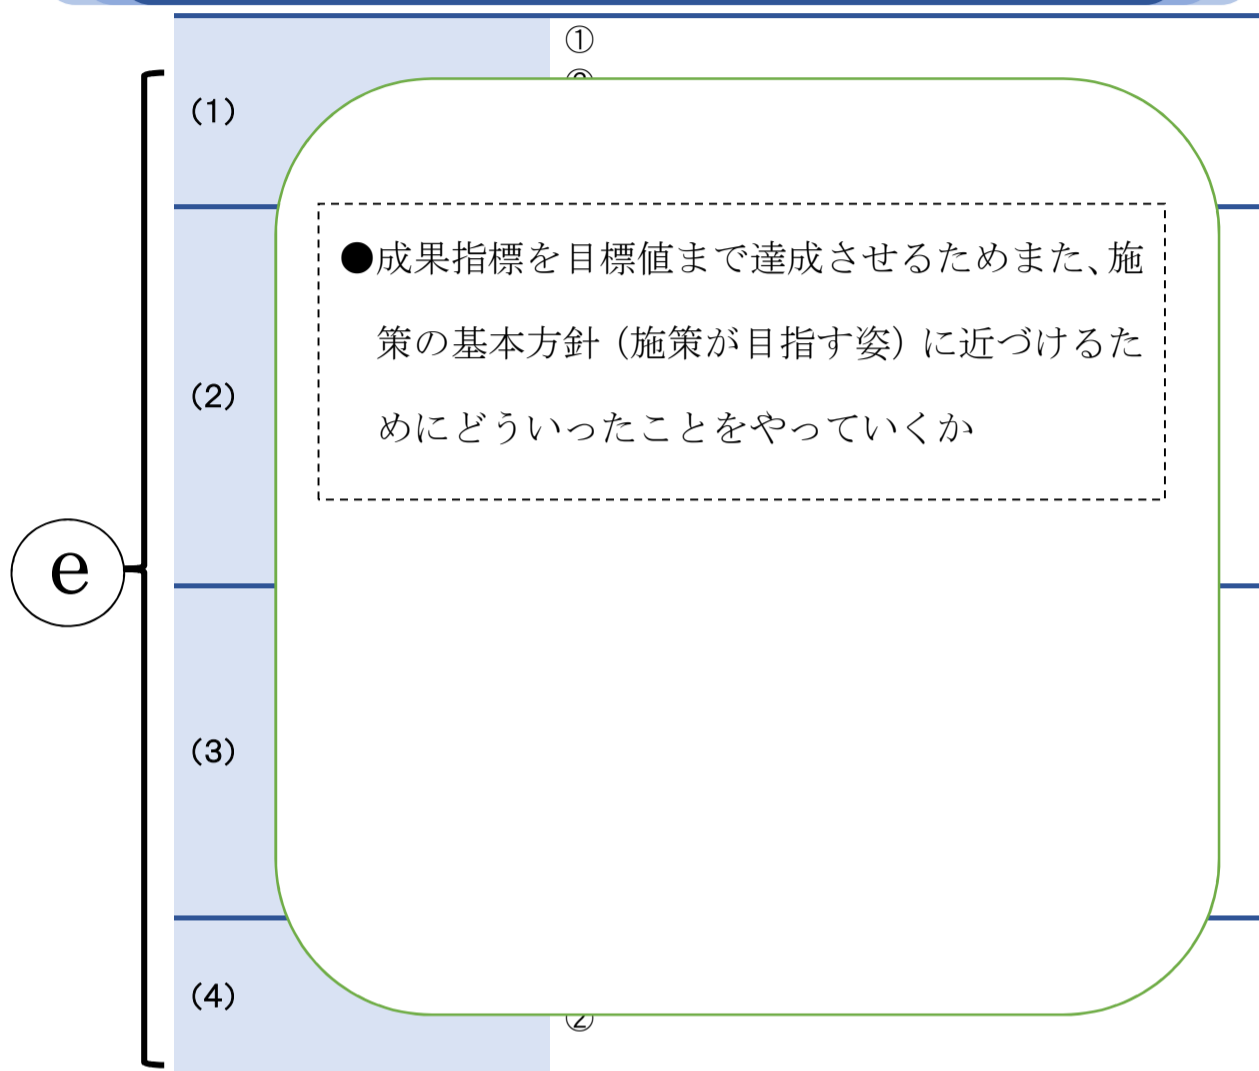 ①
(1)
●成果指標を目標値まで達成させるためまた、施
策の基本方針（施策が目指す姿）に近づけるた
めにどういったことをやっていくか
(2)
e
(3)
(4)
②